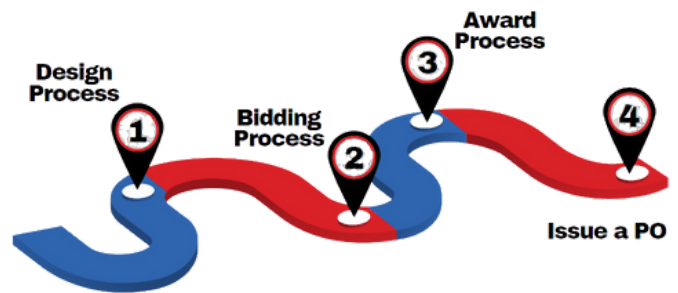 Design
Process
1
Bidding
Process
2
Award
Process
3
4
Issue a PO